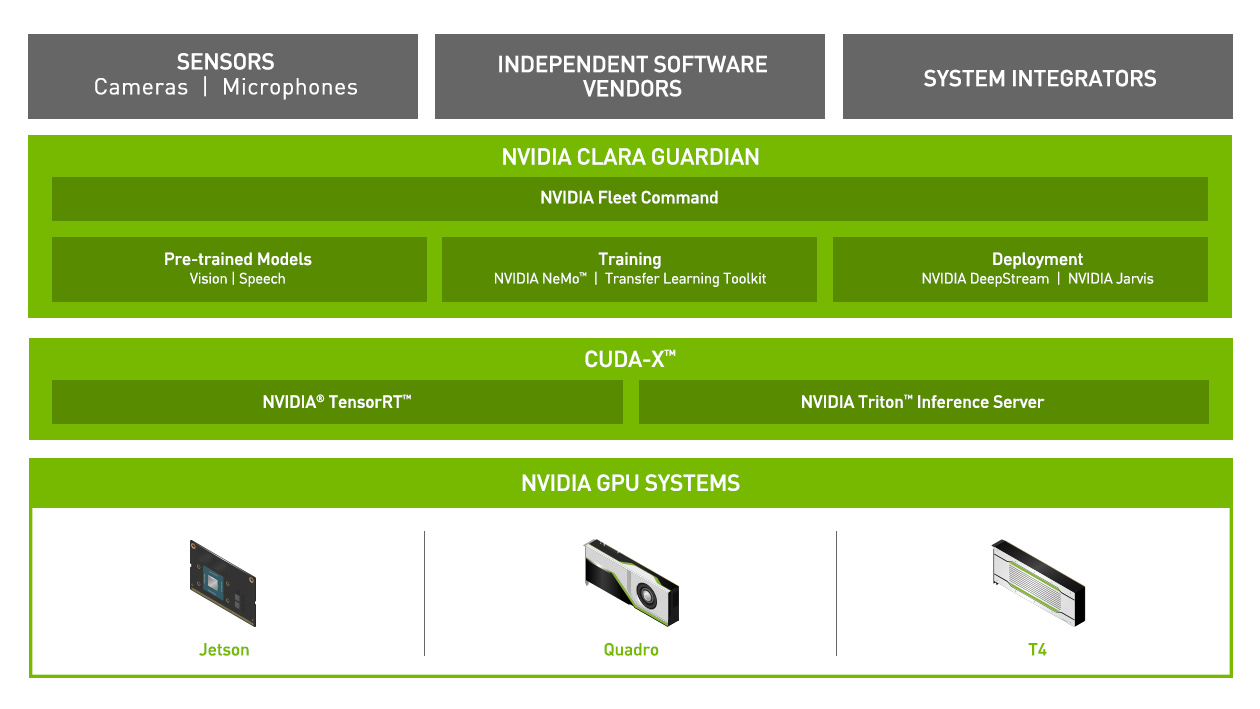 SENSORS
Cameras | Microphones
INDEPENDENT SOFTWARE
VENDORS
SYSTEM INTEGRATORS
NVIDIA CLARA GUARDIAN
NVIDIA Fleet Command
Pre-trained Models
Vision | Speech
Training
NVIDIA NeMo™ | Transfer Learning Toolkit
Deployment
NVIDIA DeepStream | NVIDIA Jarvis
CUDA-X™
NVIDIA® TensorRT™
NVIDIA Triton™ Inference Server
NVIDIA GPU SYSTEMS
Jetson
Quadro
T4